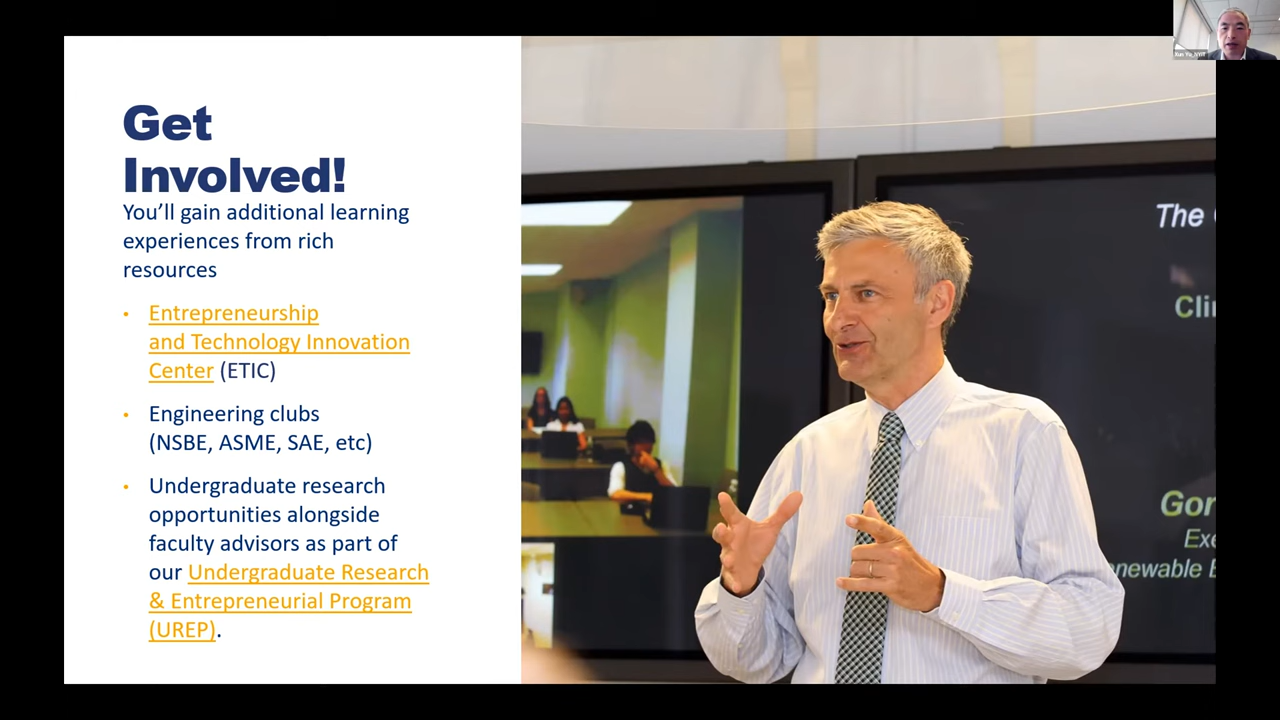 Get
Involved!
You’ll gain additional learning
experiences from rich
resources
• Entrepreneurship
and Technology Innovation
Center (ETIC)
• Engineering clubs
(NSBE, ASME, SAE, etc)
• Undergraduate research
opportunities alongside
faculty advisors as part of
our Undergraduate Research
& Entrepreneurial Program
(UREP).
The
Clin
Gor
Exe
newable